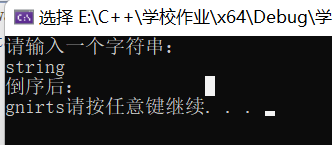 选择 E:\C++\学校作业\x64\Debug\学
请输入一个字符串：
string
倒序后：
gnirts请按任意键继续. . .